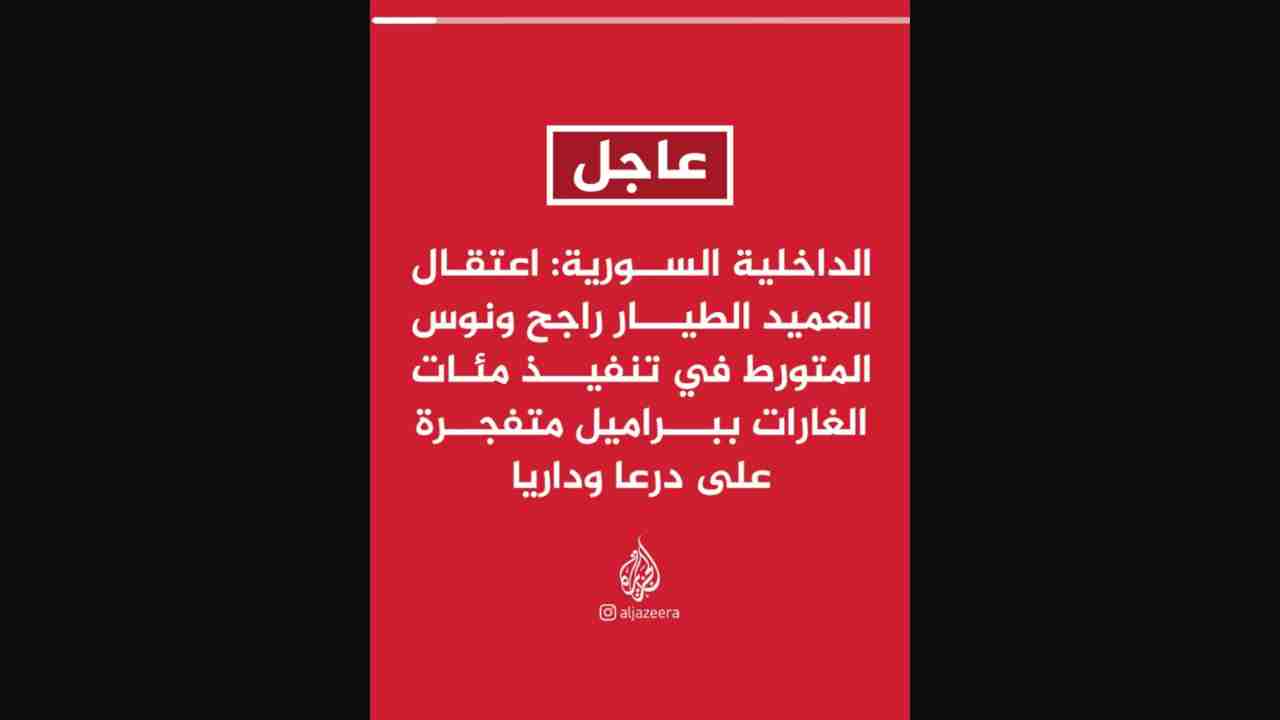 عاجل
الداخلية السورية: اعتقال
العميد الطيار راجح ونوس
المتورط في تنفيذ مئات
الغارات ببراميل متفجرة
على درعا وداريا
الجزيرة
aljazeera